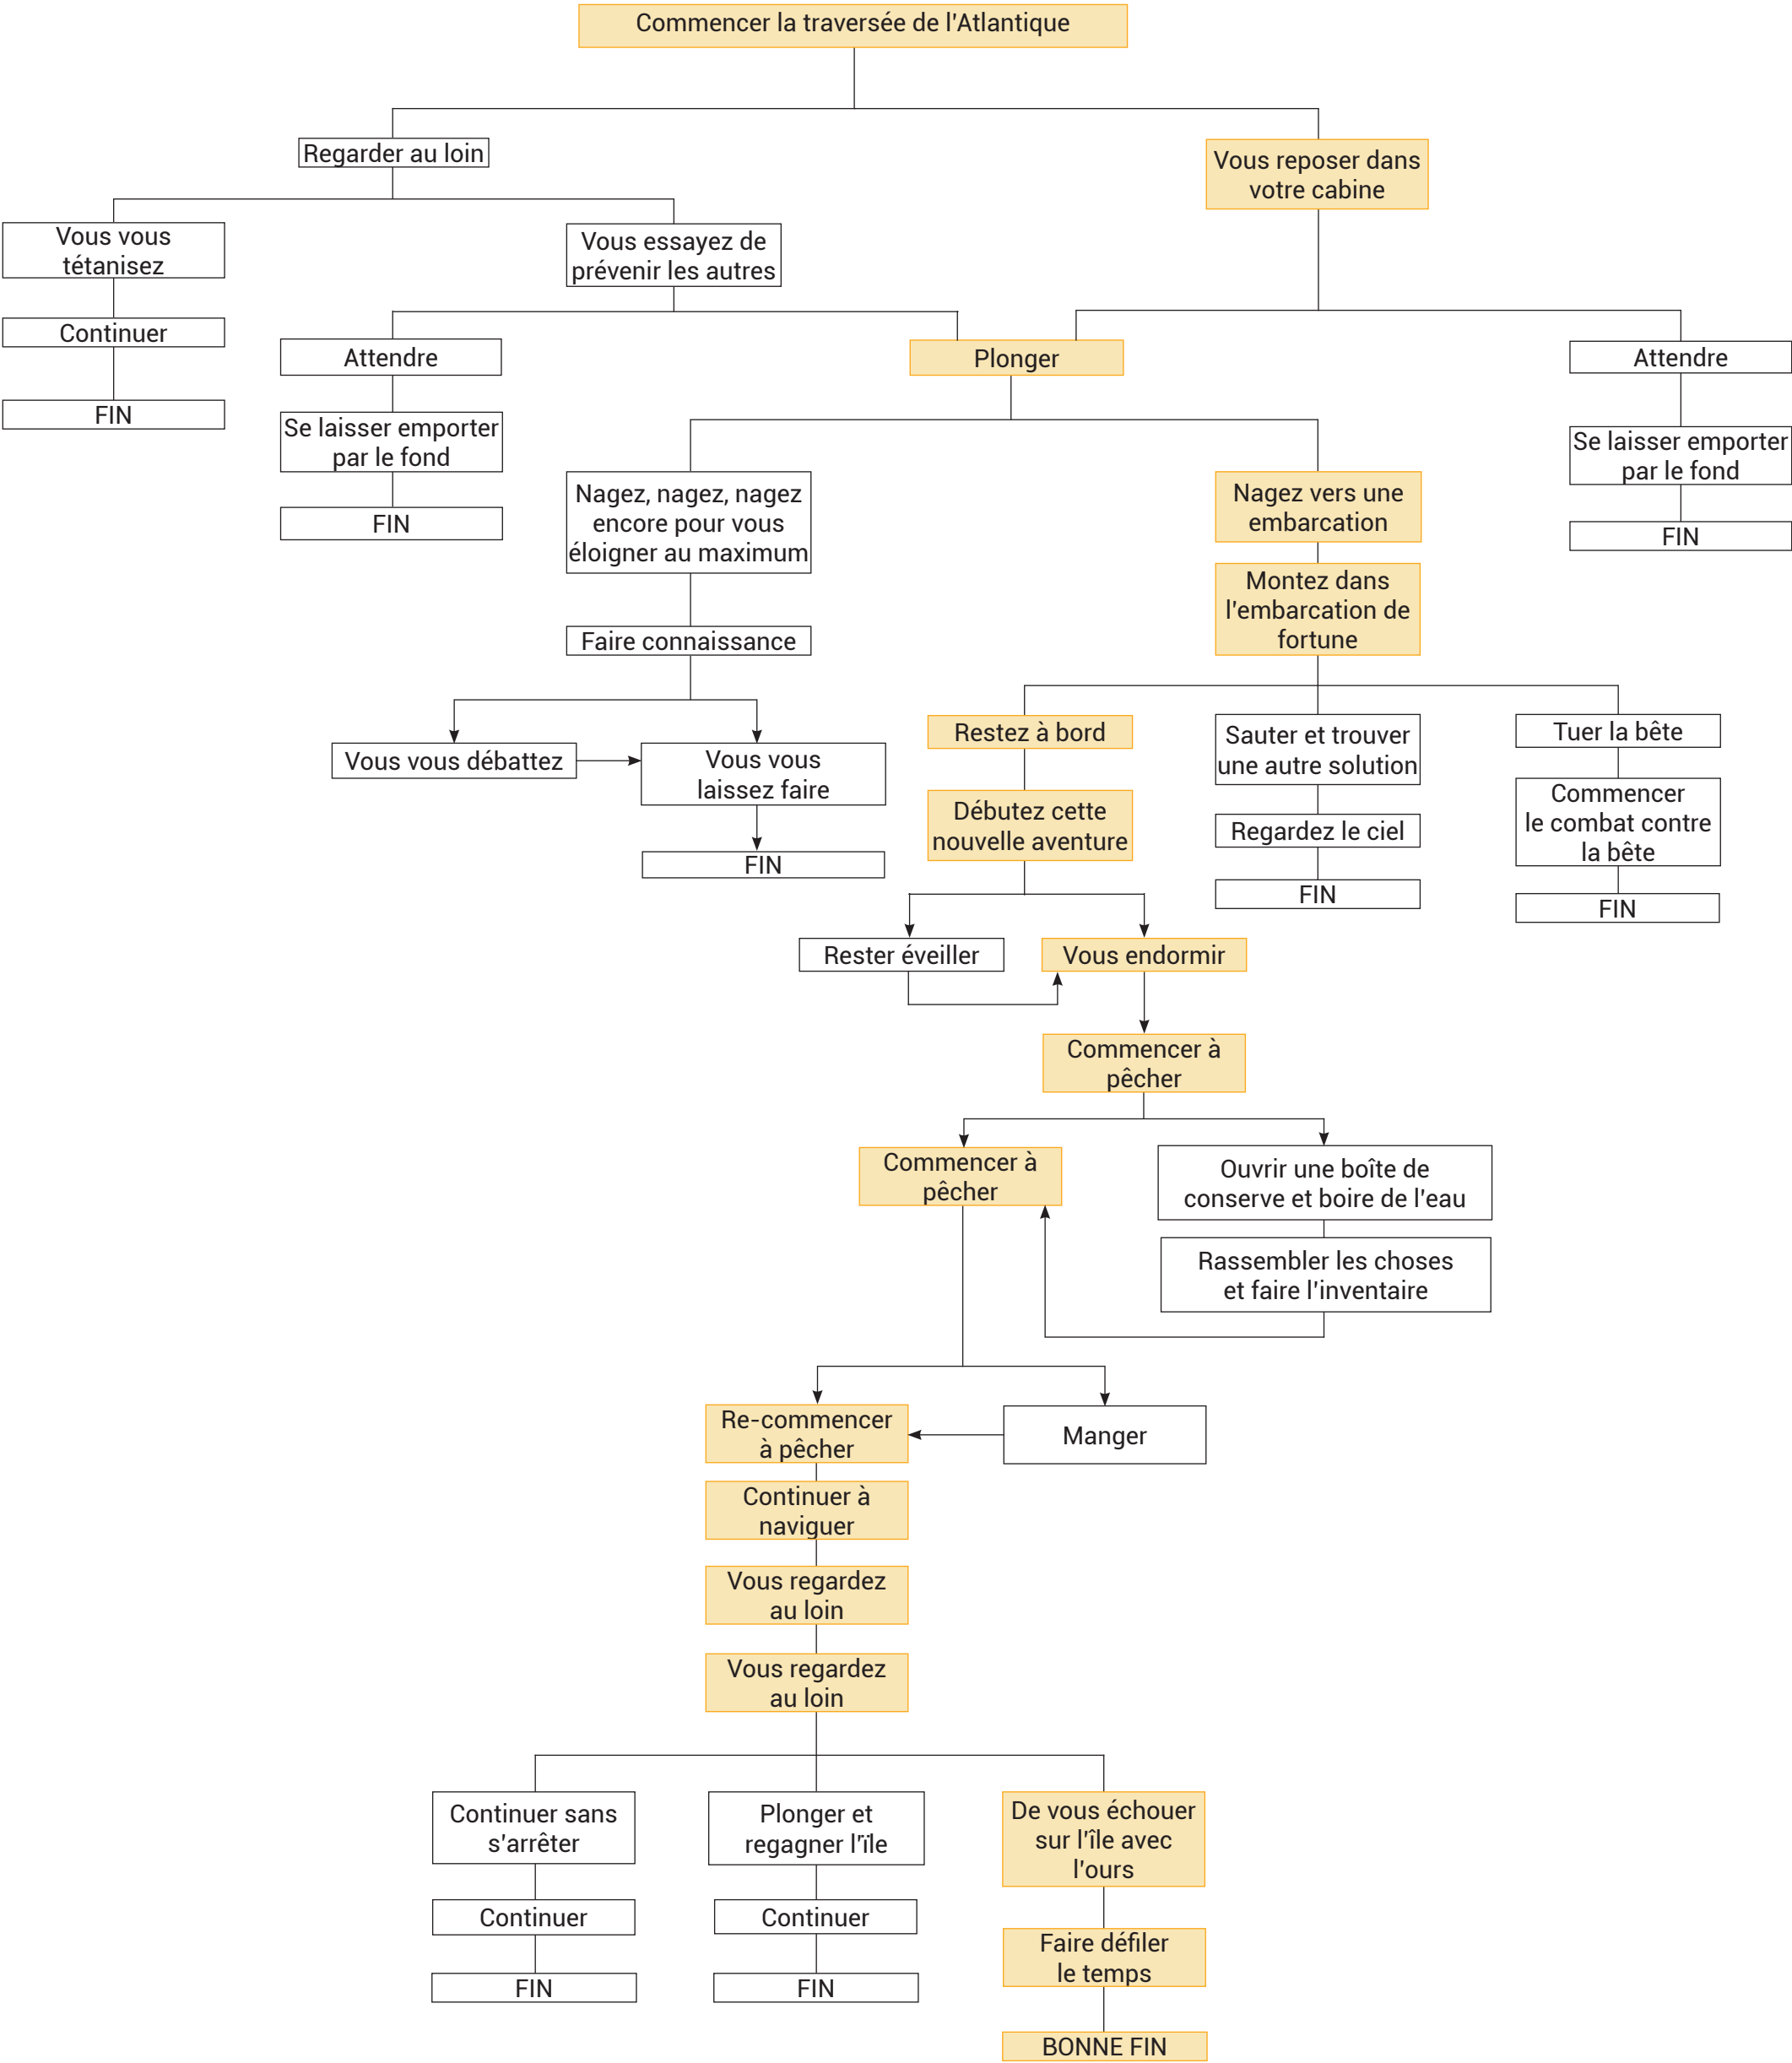 Commencer la traversée de l'Atlantique
Regarder au loin
Vous reposer dans
votre cabine
Vous vous
tétanisez
Vous essayez de
prévenir les autres
Continuer
Attendre
Plonger
Attendre
FIN
Se laisser emporter
par le fond
Se laisser emporter
par le fond
Nagez, nagez, nagez
encore pour vous
éloigner au maximum
Nagez vers une
embarcation
FIN
FIN
Montez dans
l'embarcation de
fortune
Faire connaissance
Restez à bord
Sauter et trouver
une autre solution
Tuer la bête
Vous vous débattez
Vous vous
laissez faire
Débutez cette
nouvelle aventure
Regardez le ciel
Commencer
le combat contre
la bête
FIN
FIN
FIN
Rester éveiller
Vous endormir
Commencer à
pêcher
Commencer à
pêcher
Ouvrir une boîte de
conserve et boire de l'eau
Rassembler les choses
et faire l'inventaire
Re-commencer
à pêcher
Manger
Continuer à
naviguer
Vous regardez
au loin
Vous regardez
au loin
Continuer sans
s'arrêter
Plonger et
regagner l'ïle
De vous échouer
sur l'île avec
l'ours
Continuer
Continuer
Faire défiler
le temps
FIN
FIN
BONNE FIN